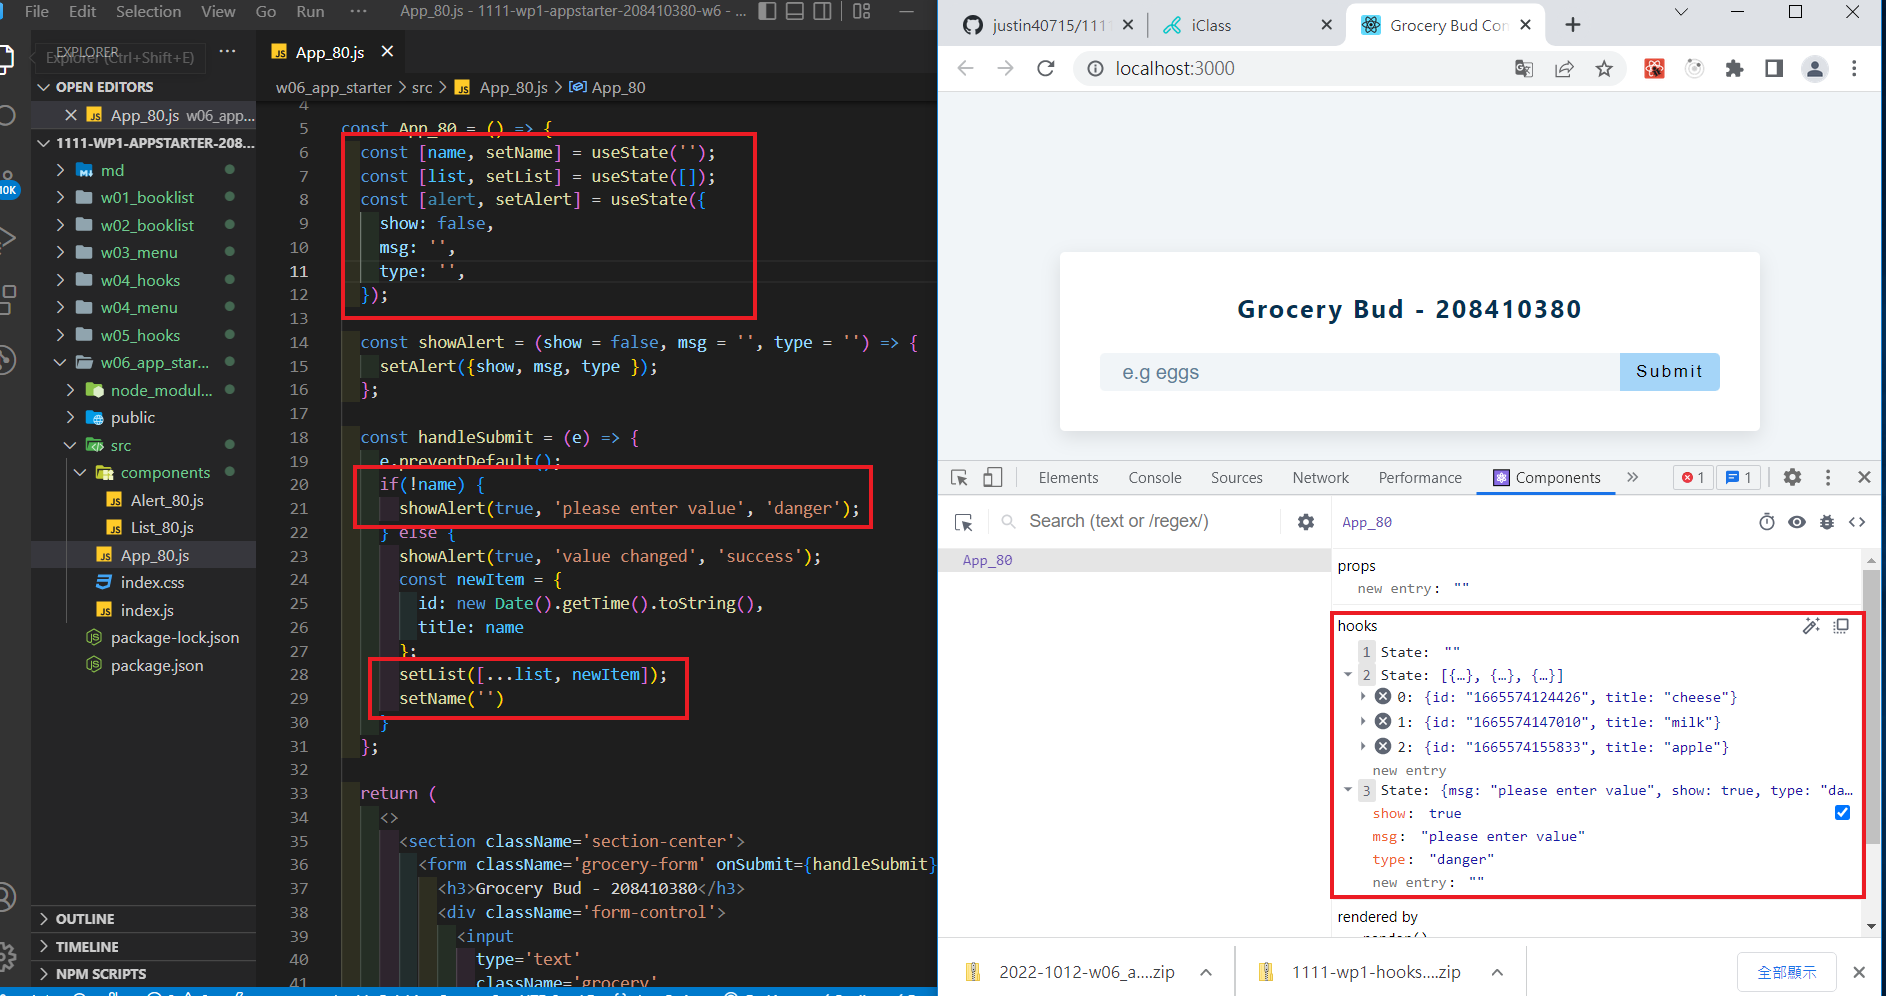 File Edit Selection View Go Run ··· App_80.js - 1111-wp1-appstarter-208410380-w6 - ...
EXPLORER
Explorer (Ctrl+Shift+E)
OPEN EDITORS
App_80.js w06_app...
1111-WP1-APPSTARTER-208...
md
w01_booklist
w02_booklist
w03_menu
w04_hooks
w04_menu
w05_hooks
w06_app_star...
node_modul...
public
src
components
Alert_80.js
List_80.js
App_80.js
index.css
index.js
package-lock.json
package.json
OUTLINE
TIMELINE
NPM SCRIPTS
10K
App_80.js
w06_app_starter > src > App_80.js > App_80
4
5 const App_80 = () => {
6 const [name, setName] = useState('');
7 const [list, setList] = useState([]);
8 const [alert, setAlert] = useState({
9 show: false,
10 msg: '',
11 type: '',
12 });
13
14 const showAlert = (show = false, msg = '', type = '') => {
15 setAlert({show, msg, type });
16 };
17
18 const handleSubmit = (e) => {
19 e.preventDefault();
20 if(!name) {
21 showAlert(true, 'please enter value', 'danger');
22 } else {
23 showAlert(true, 'value changed', 'success');
24 const newItem = {
25 id: new Date().getTime().toString(),
26 title: name
27 };
28 setList([...list, newItem]);
29 setName('')
30 }
31 };
32
33 return (
34 <>
35 <section className='section-center'>
36 <form className='grocery-form' onSubmit={handleSubmit}
37 <h3>Grocery Bud - 208410380</h3>
38 <div className='form-control'>
39 <input
40 type='text'
41 className='grocery'
justin40715/111 iClass Grocery Bud Con
localhost:3000
Grocery Bud - 208410380
e.g eggs Submit
Elements Console Sources Network Performance Components » 1 1
Search (text or /regex/)
App_80
App_80
props
new entry: ""
hooks
1 State: ""
2 State: [{…}, {…}, {…}]
0: {id: "1665574124426", title: "cheese"}
1: {id: "1665574147010", title: "milk"}
2: {id: "1665574155833", title: "apple"}
new entry
3 State: {msg: "please enter value", show: true, type: "da…
show: true
msg: "please enter value"
type: "danger"
new entry: ""
rendered by
2022-1012-w06_a....zip 1111-wp1-hooks....zip 全部顯示